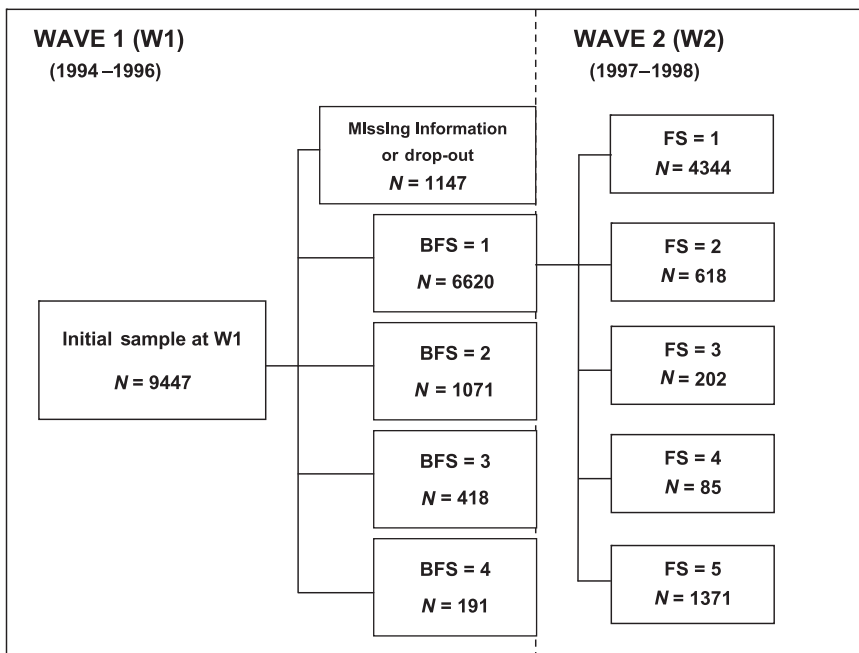 WAVE 1 (W1)
(1994–1996)
WAVE 2 (W2)
(1997–1998)
Missing Information
or drop-out
N = 1147
BFS = 1
N = 6620
Initial sample at W1
N = 9447
BFS = 2
N = 1071
BFS = 3
N = 418
BFS = 4
N = 191
FS = 1
N = 4344
FS = 2
N = 618
FS = 3
N = 202
FS = 4
N = 85
FS = 5
N = 1371